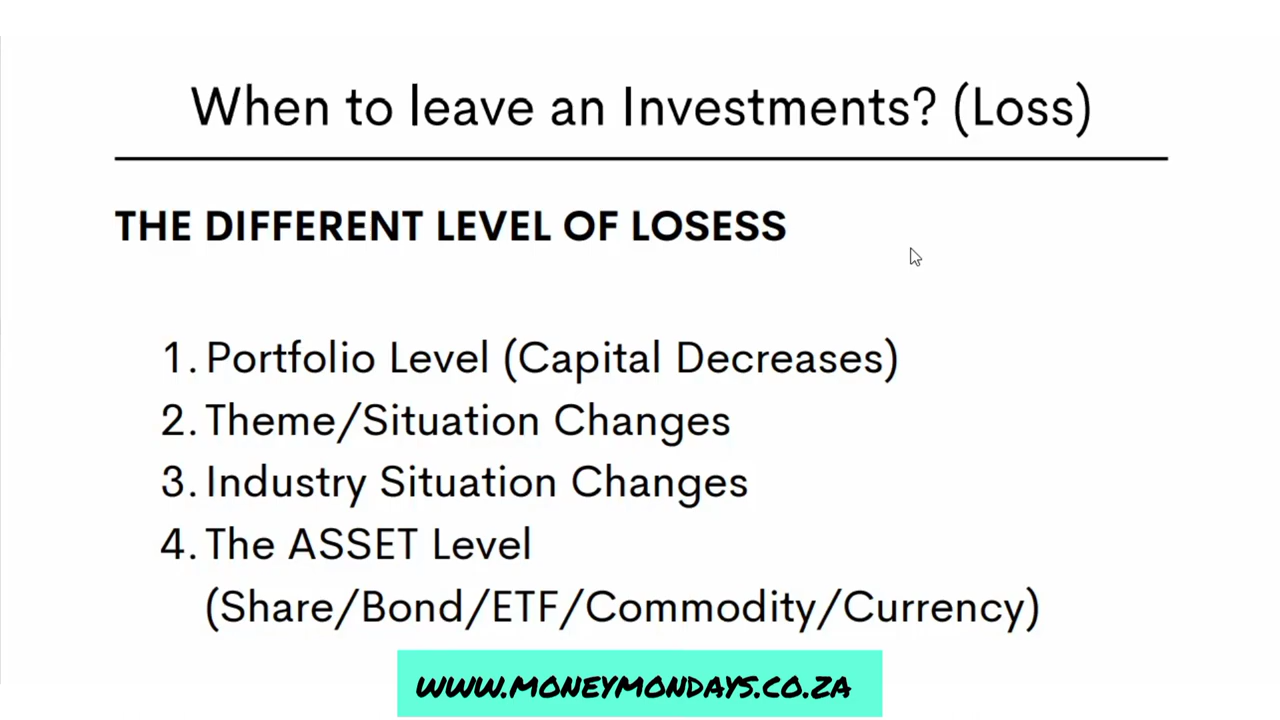 When to leave an Investments? (Loss)
THE DIFFERENT LEVEL OF LOSESS
1. Portfolio Level (Capital Decreases)
2. Theme/Situation Changes
3. Industry Situation Changes
4. The ASSET Level
(Share/Bond/ETF/Commodity/Currency)
WWW.MONEYMONDAYS.CO.ZA